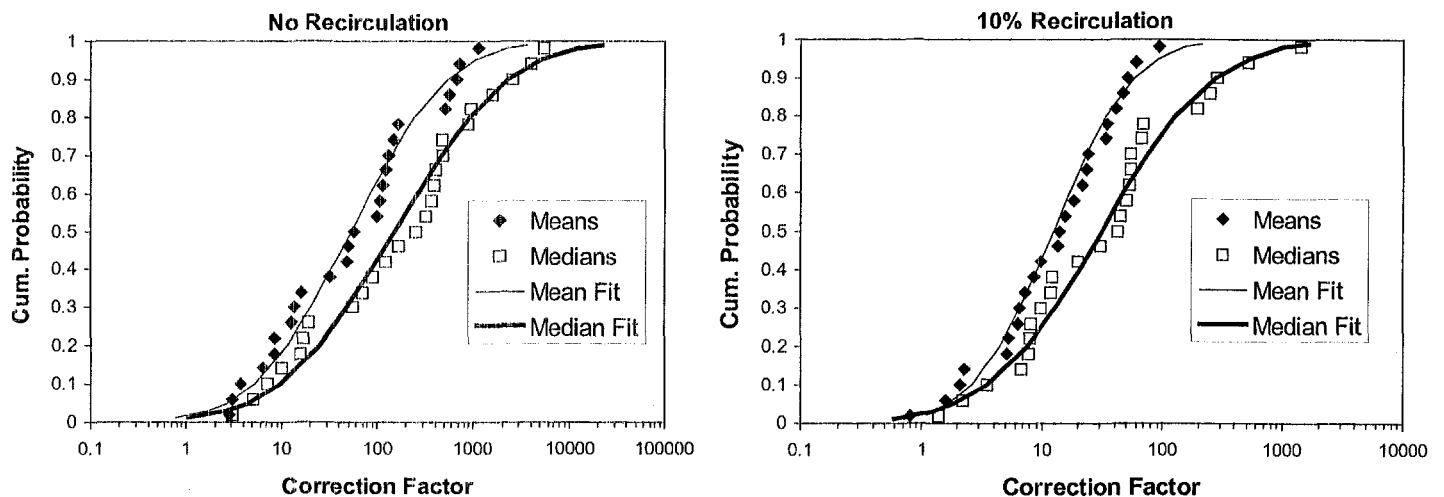 No Recirculation
Cum. Probability
1
0.9
0.8
0.7
0.6
0.5
0.4
0.3
0.2
0.1
0
0.1
1
10
100
1000
10000
100000
Correction Factor
Means
Medians
Mean Fit
Median Fit
10% Recirculation
Cum. Probability
1
0.9
0.8
0.7
0.6
0.5
0.4
0.3
0.2
0.1
0
0.1
1
10
100
1000
10000
Correction Factor
Means
Medians
Mean Fit
Median Fit